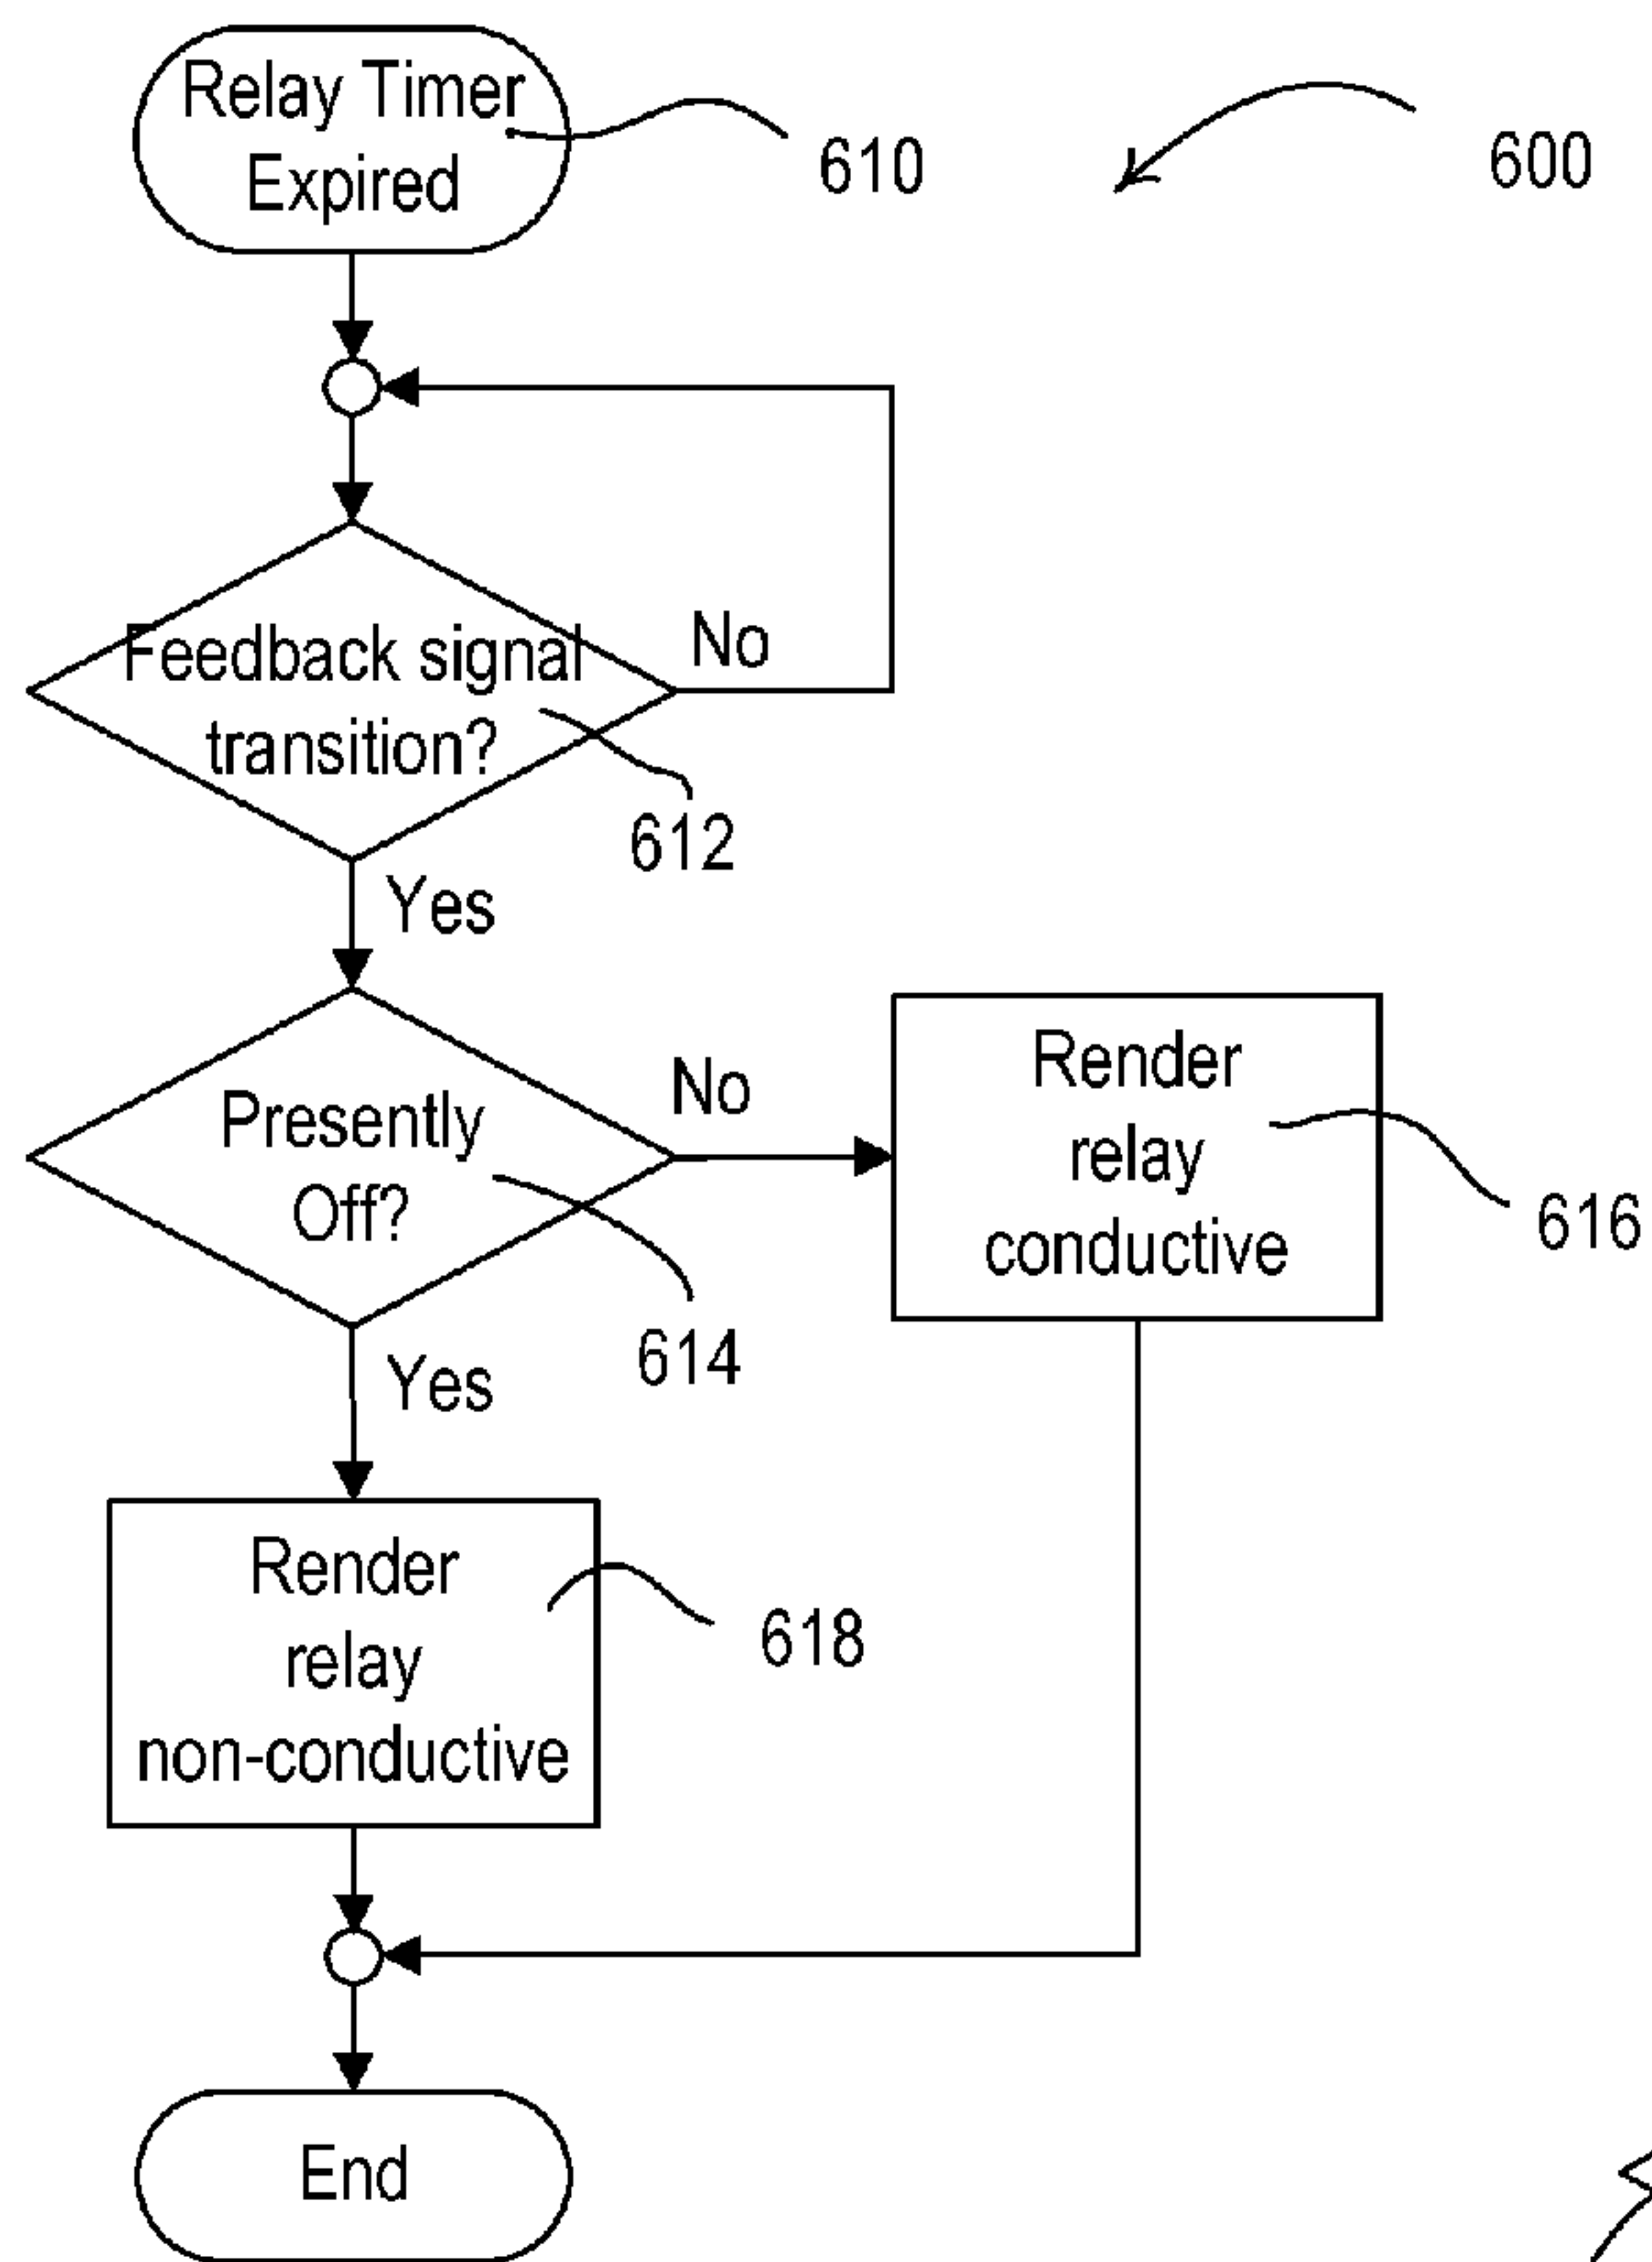 Relay Timer
Expired
610
600
Feedback signal
transition?
No
612
Yes
Presently
Off?
No
614
Render
relay
conductive
616
Yes
Render
relay
non-conductive
618
End